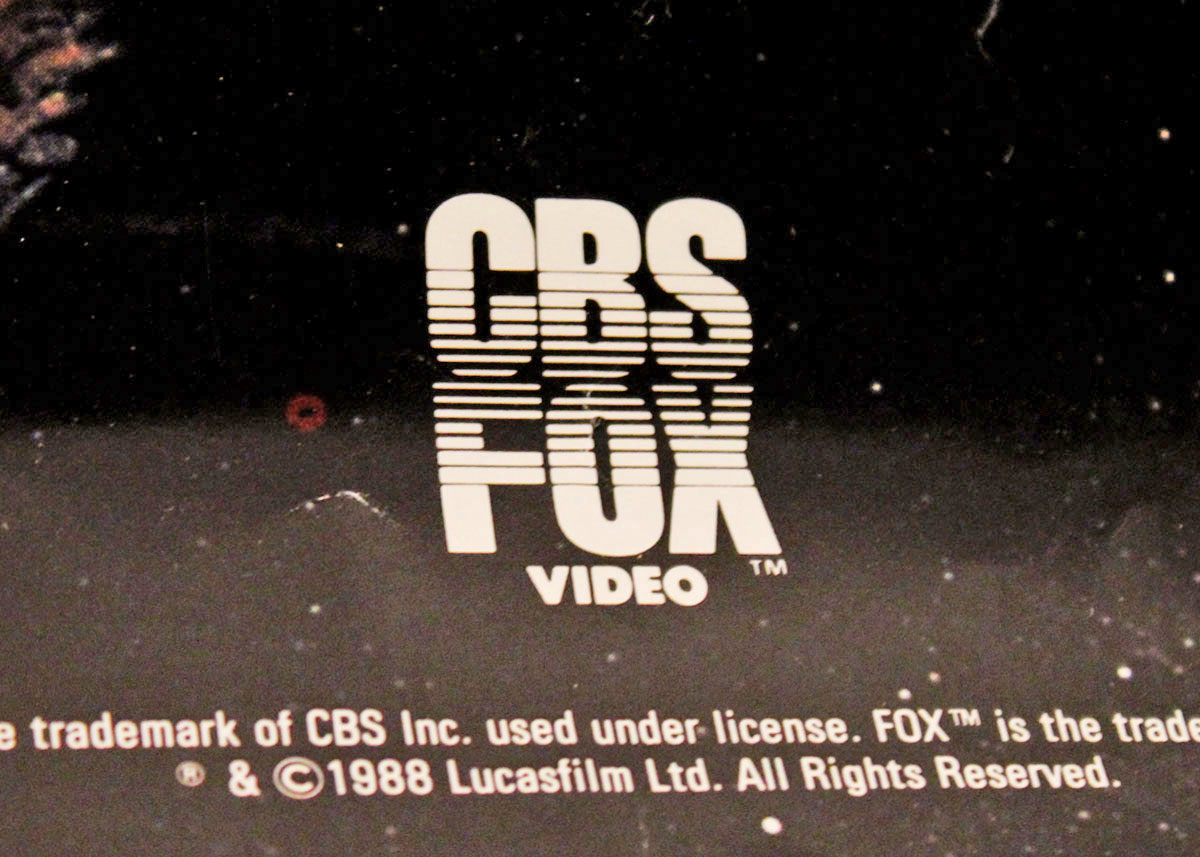 CBS
FOX
VIDEO ™
trademark of CBS Inc. used under license. FOX™ is the
® & ©1988 Lucasfilm Ltd. All Rights Reserved.